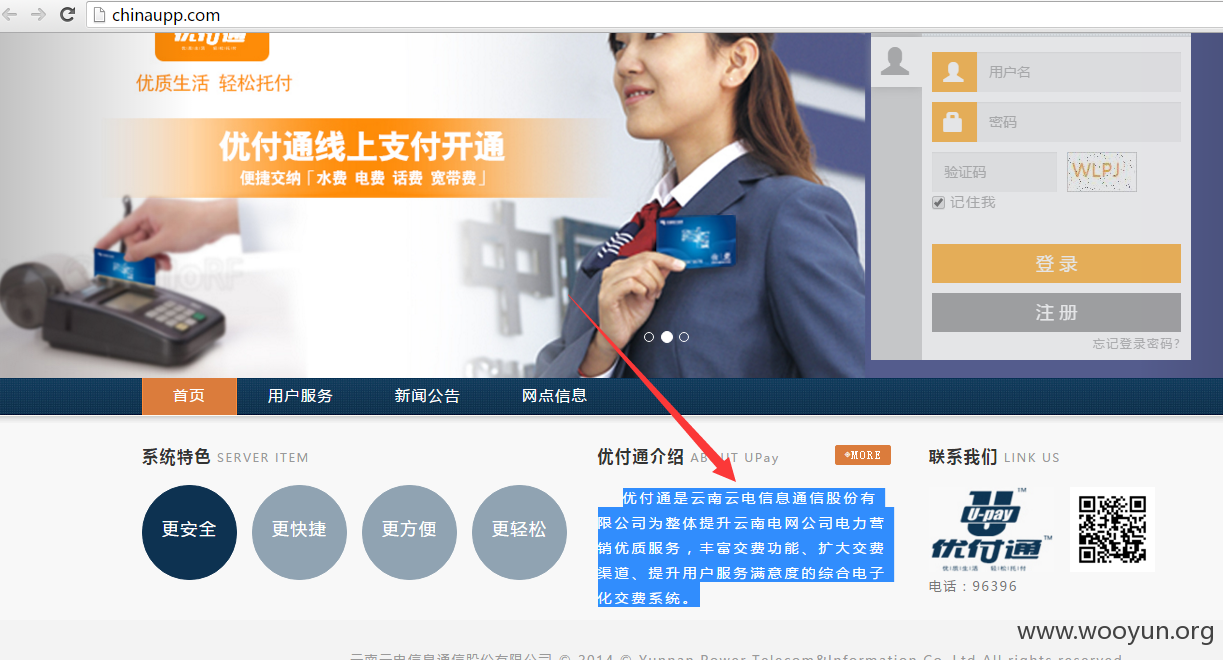 chinaupp.com
优质生活 轻松托付
优付通线上支付开通
便捷交纳「水费 电费 话费 宽带费」
用户名
密码
验证码
WLPJ
记住我
登录
注册
忘记登录密码?
首页
用户服务
新闻公告
网点信息
系统特色 SERVER ITEM
更安全
更快捷
更方便
更轻松
优付通介绍 ABOUT UPay
+MORE
优付通是云南云电信息通信股份有
限公司为整体提升云南电网公司电力营
销优质服务，丰富交费功能、扩大交费
渠道、提升用户服务满意度的综合电子
化交费系统。
联系我们 LINK US
U-pay TM
优付通 TM
优质生活 轻松托付
电话：96396
www.wooyun.org
云南云电信息通信股份有限公司 © 2014 © Yunnan Power Telecom&Information Co.,Ltd All rights reserved